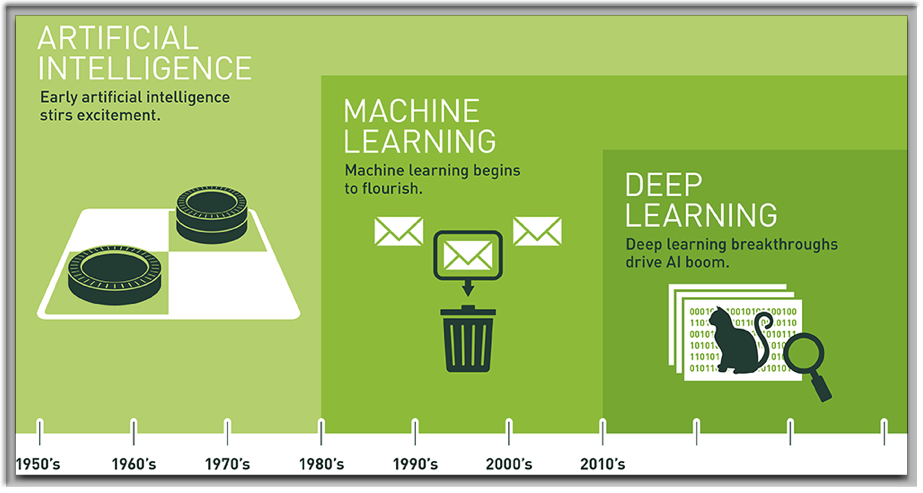 ARTIFICIAL
INTELLIGENCE
Early artificial intelligence
stirs excitement.
MACHINE
LEARNING
Machine learning begins
to flourish.
DEEP
LEARNING
Deep learning breakthroughs
drive AI boom.
1950's 1960's 1970's 1980's 1990's 2000's 2010's